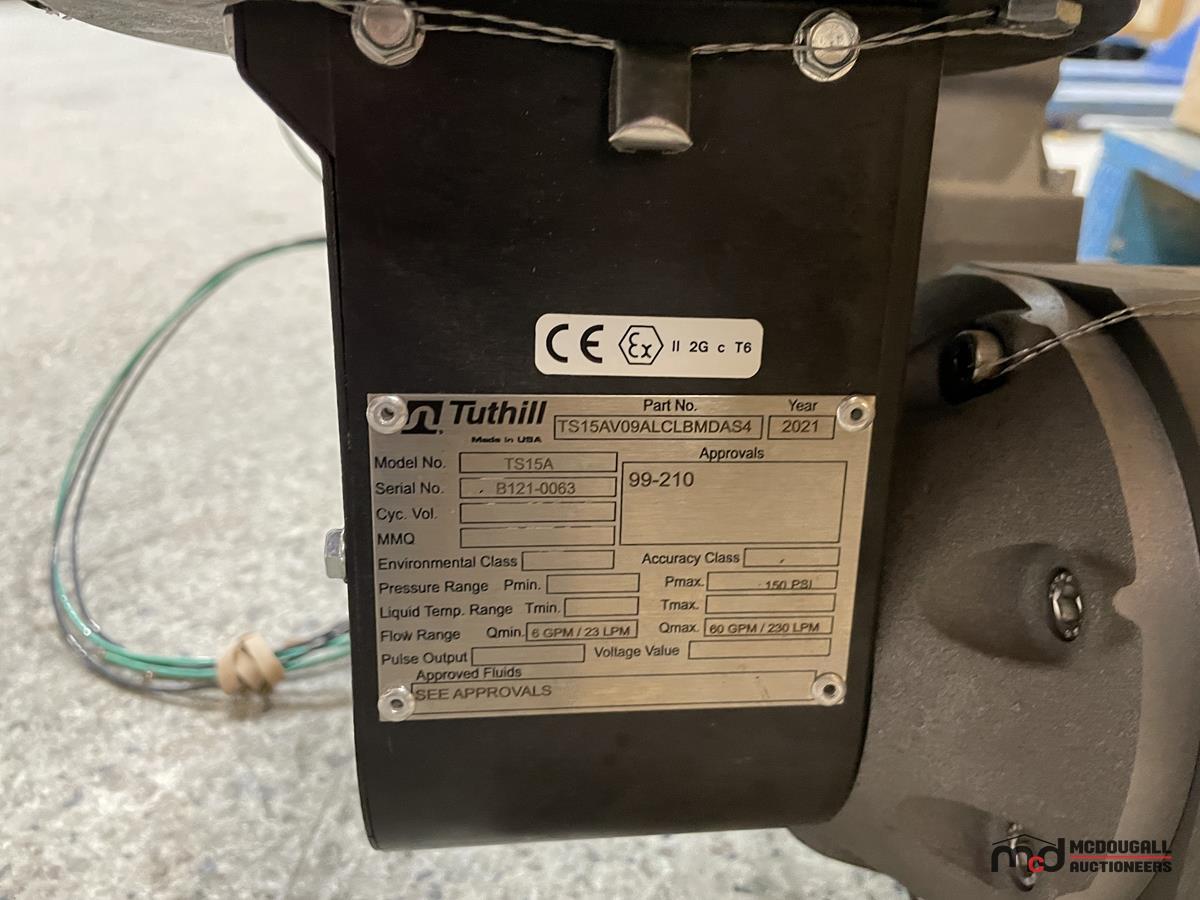 CE Ex II 2G c T6
Tuthill
Made in USA
Part No.
TS15AV09ALCLBMDAS4
Year
2021
Model No. TS15A
Serial No. B121-0063
Cyc. Vol.
MMQ
Approvals
99-210
Environmental Class
Accuracy Class
Pressure Range Pmin.
Pmax. 150 PSI
Liquid Temp. Range Tmin.
Tmax.
Flow Range Qmin. 6 GPM / 23 LPM
Qmax. 60 GPM / 230 LPM
Pulse Output
Voltage Value
Approved Fluids
SEE APPROVALS
mcd MCDOUGALL
AUCTIONEERS